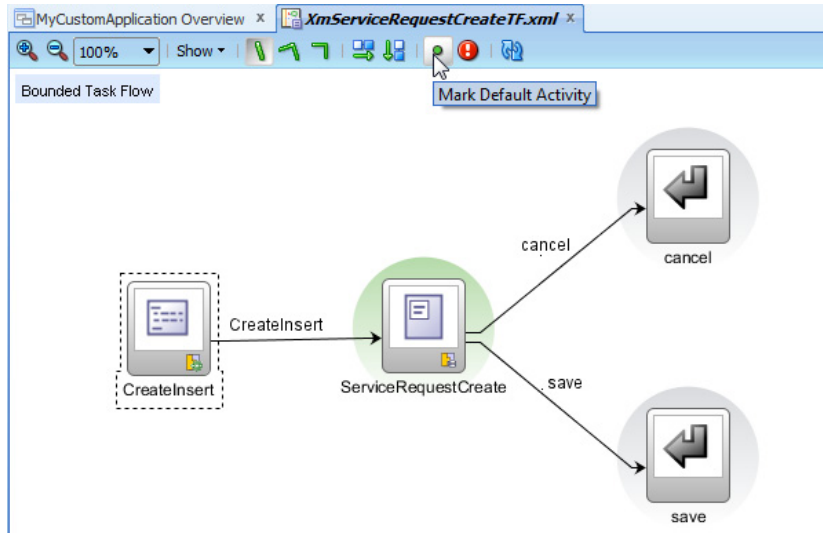 MyCustomApplication Overview x XmServiceRequestCreateTF.xml x
100% Show
Mark Default Activity
Bounded Task Flow
cancel
cancel
CreateInsert
CreateInsert
ServiceRequestCreate
save
save